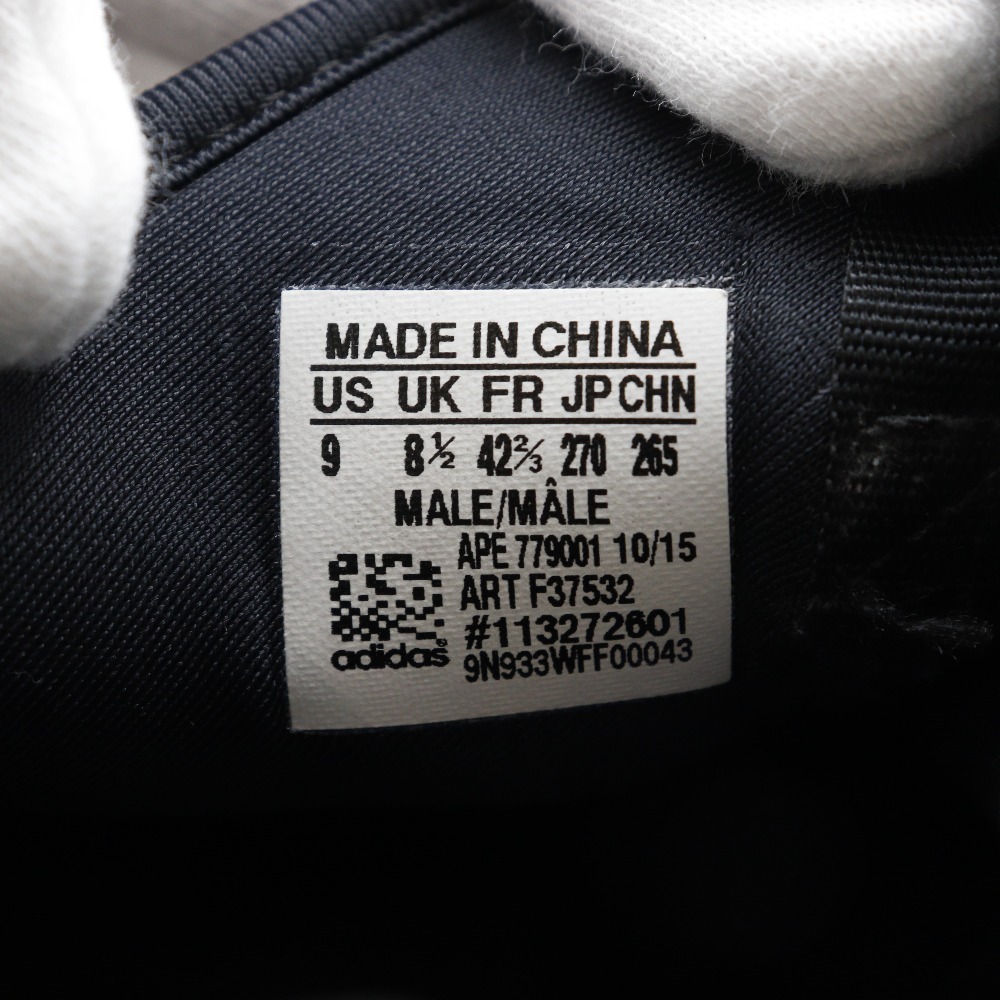 MADE IN CHINA
US UK FR JP CHN
9 8½ 42⅔ 270 265
MALE/MÂLE
APE 779001 10/15
ART F37532
#113272601
adidas® 9N933WFF00043